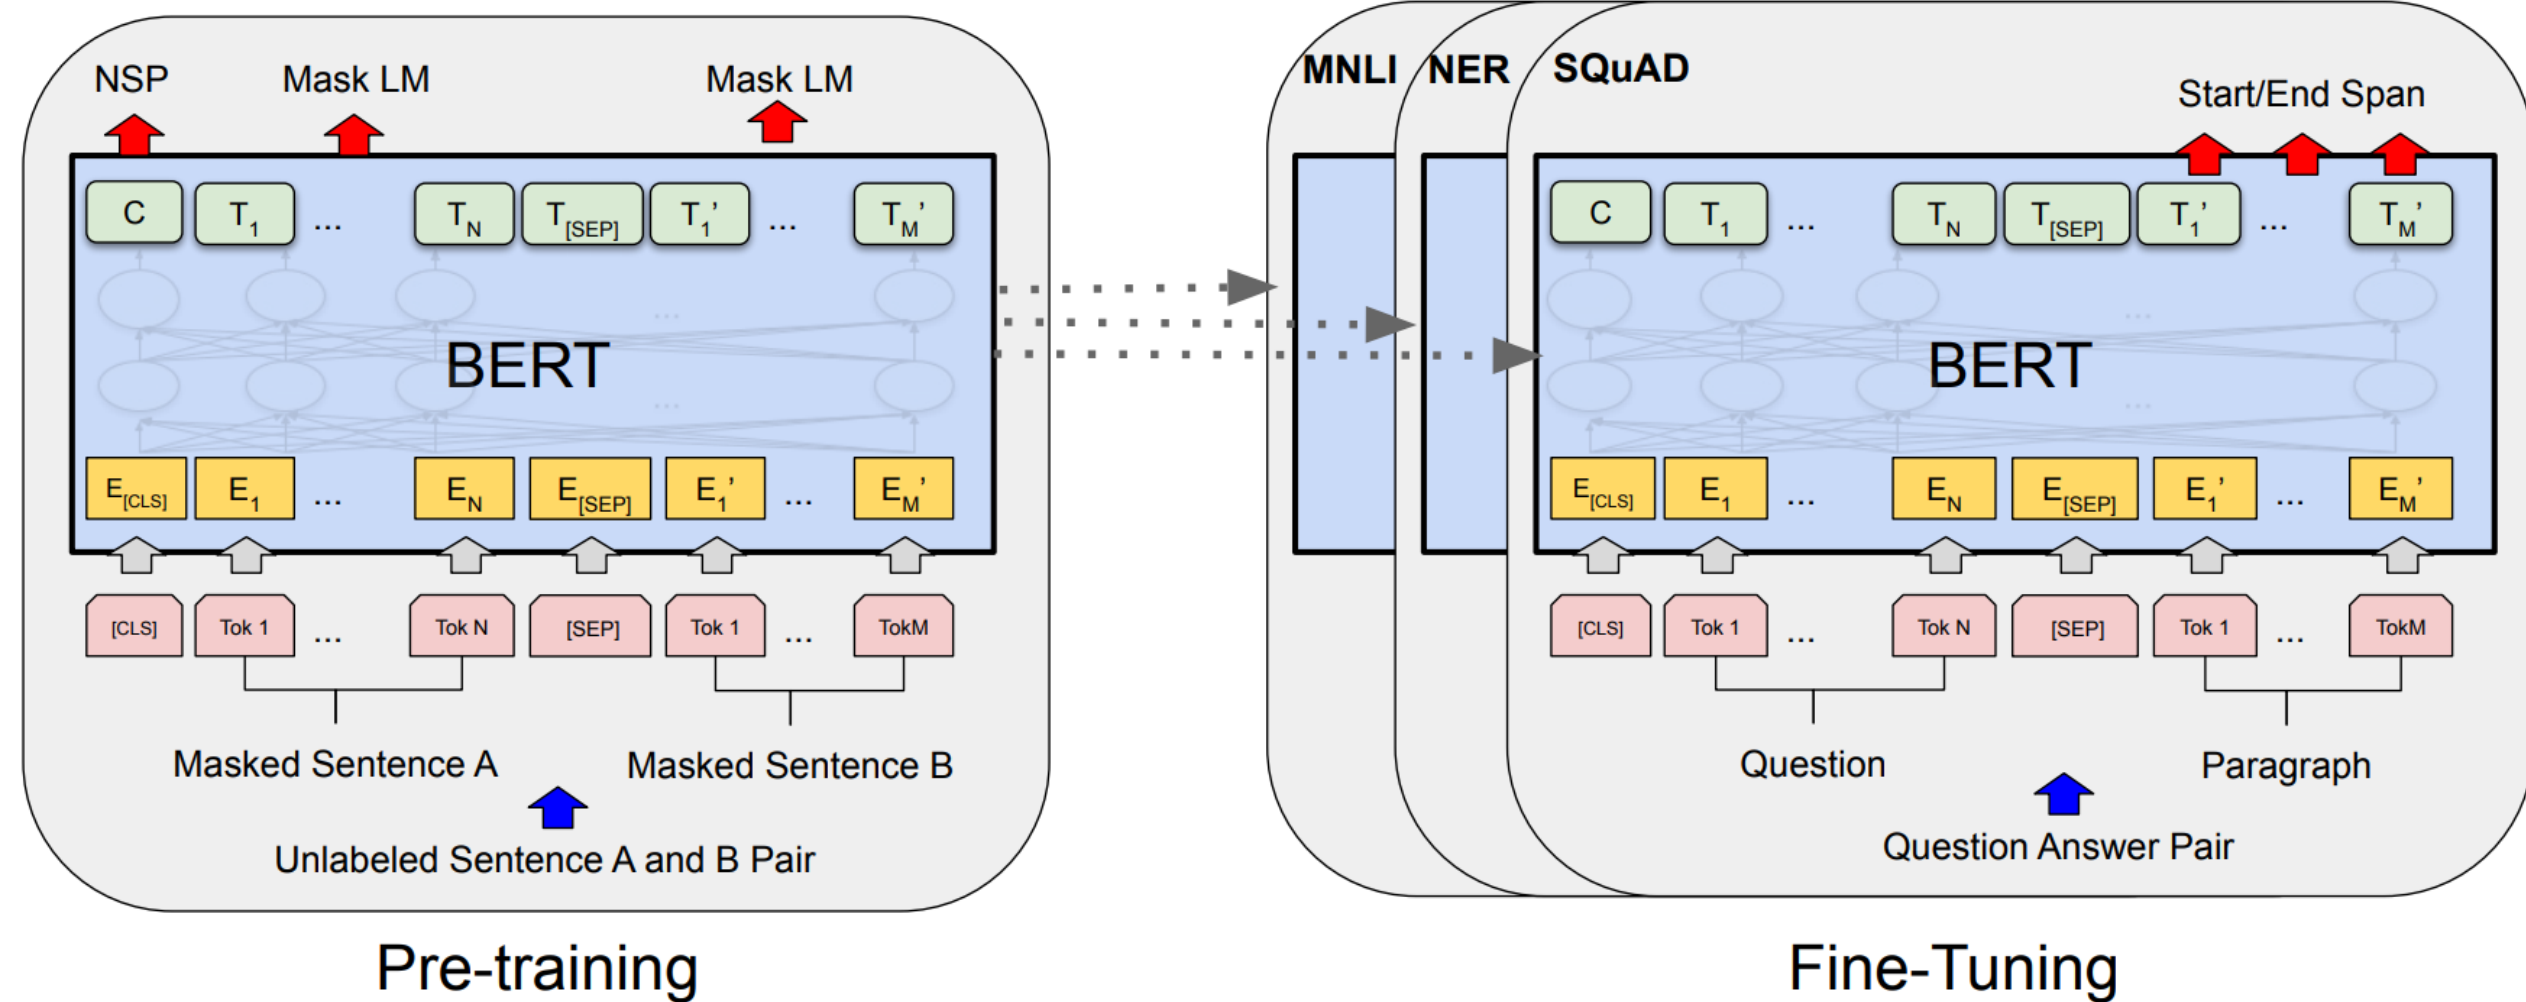 NSP Mask LM Mask LM
C T1 ... TN T[SEP] T1’ ... TM’
... 
BERT
...
E[CLS] E1 ... EN E[SEP] E1’ ... EM’
[CLS] Tok 1 ... Tok N [SEP] Tok 1 ... TokM
Masked Sentence A Masked Sentence B
Unlabeled Sentence A and B Pair
Pre-training
MNLI NER SQuAD
Start/End Span
C T1 ... TN T[SEP] T1’ ... TM’
...
BERT
...
E[CLS] E1 ... EN E[SEP] E1’ ... EM’
[CLS] Tok 1 ... Tok N [SEP] Tok 1 ... TokM
Question Paragraph
Question Answer Pair
Fine-Tuning